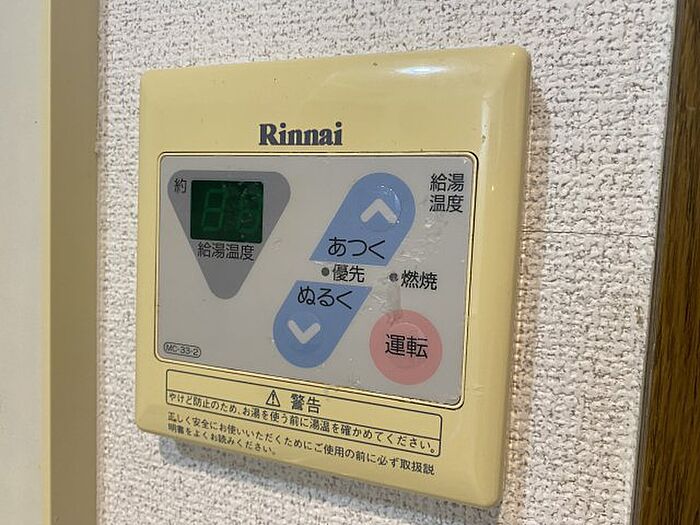 Rinnai
約
給湯温度
給湯
温度
あつく
優先
燃焼
ぬるく
運転
MC-33-2
⚠ 警告
やけど防止のため、お湯を使う前に湯温を確かめてください。
正しく安全にお使いいただくためにご使用の前に必ず取扱説
明書をよくお読みください。